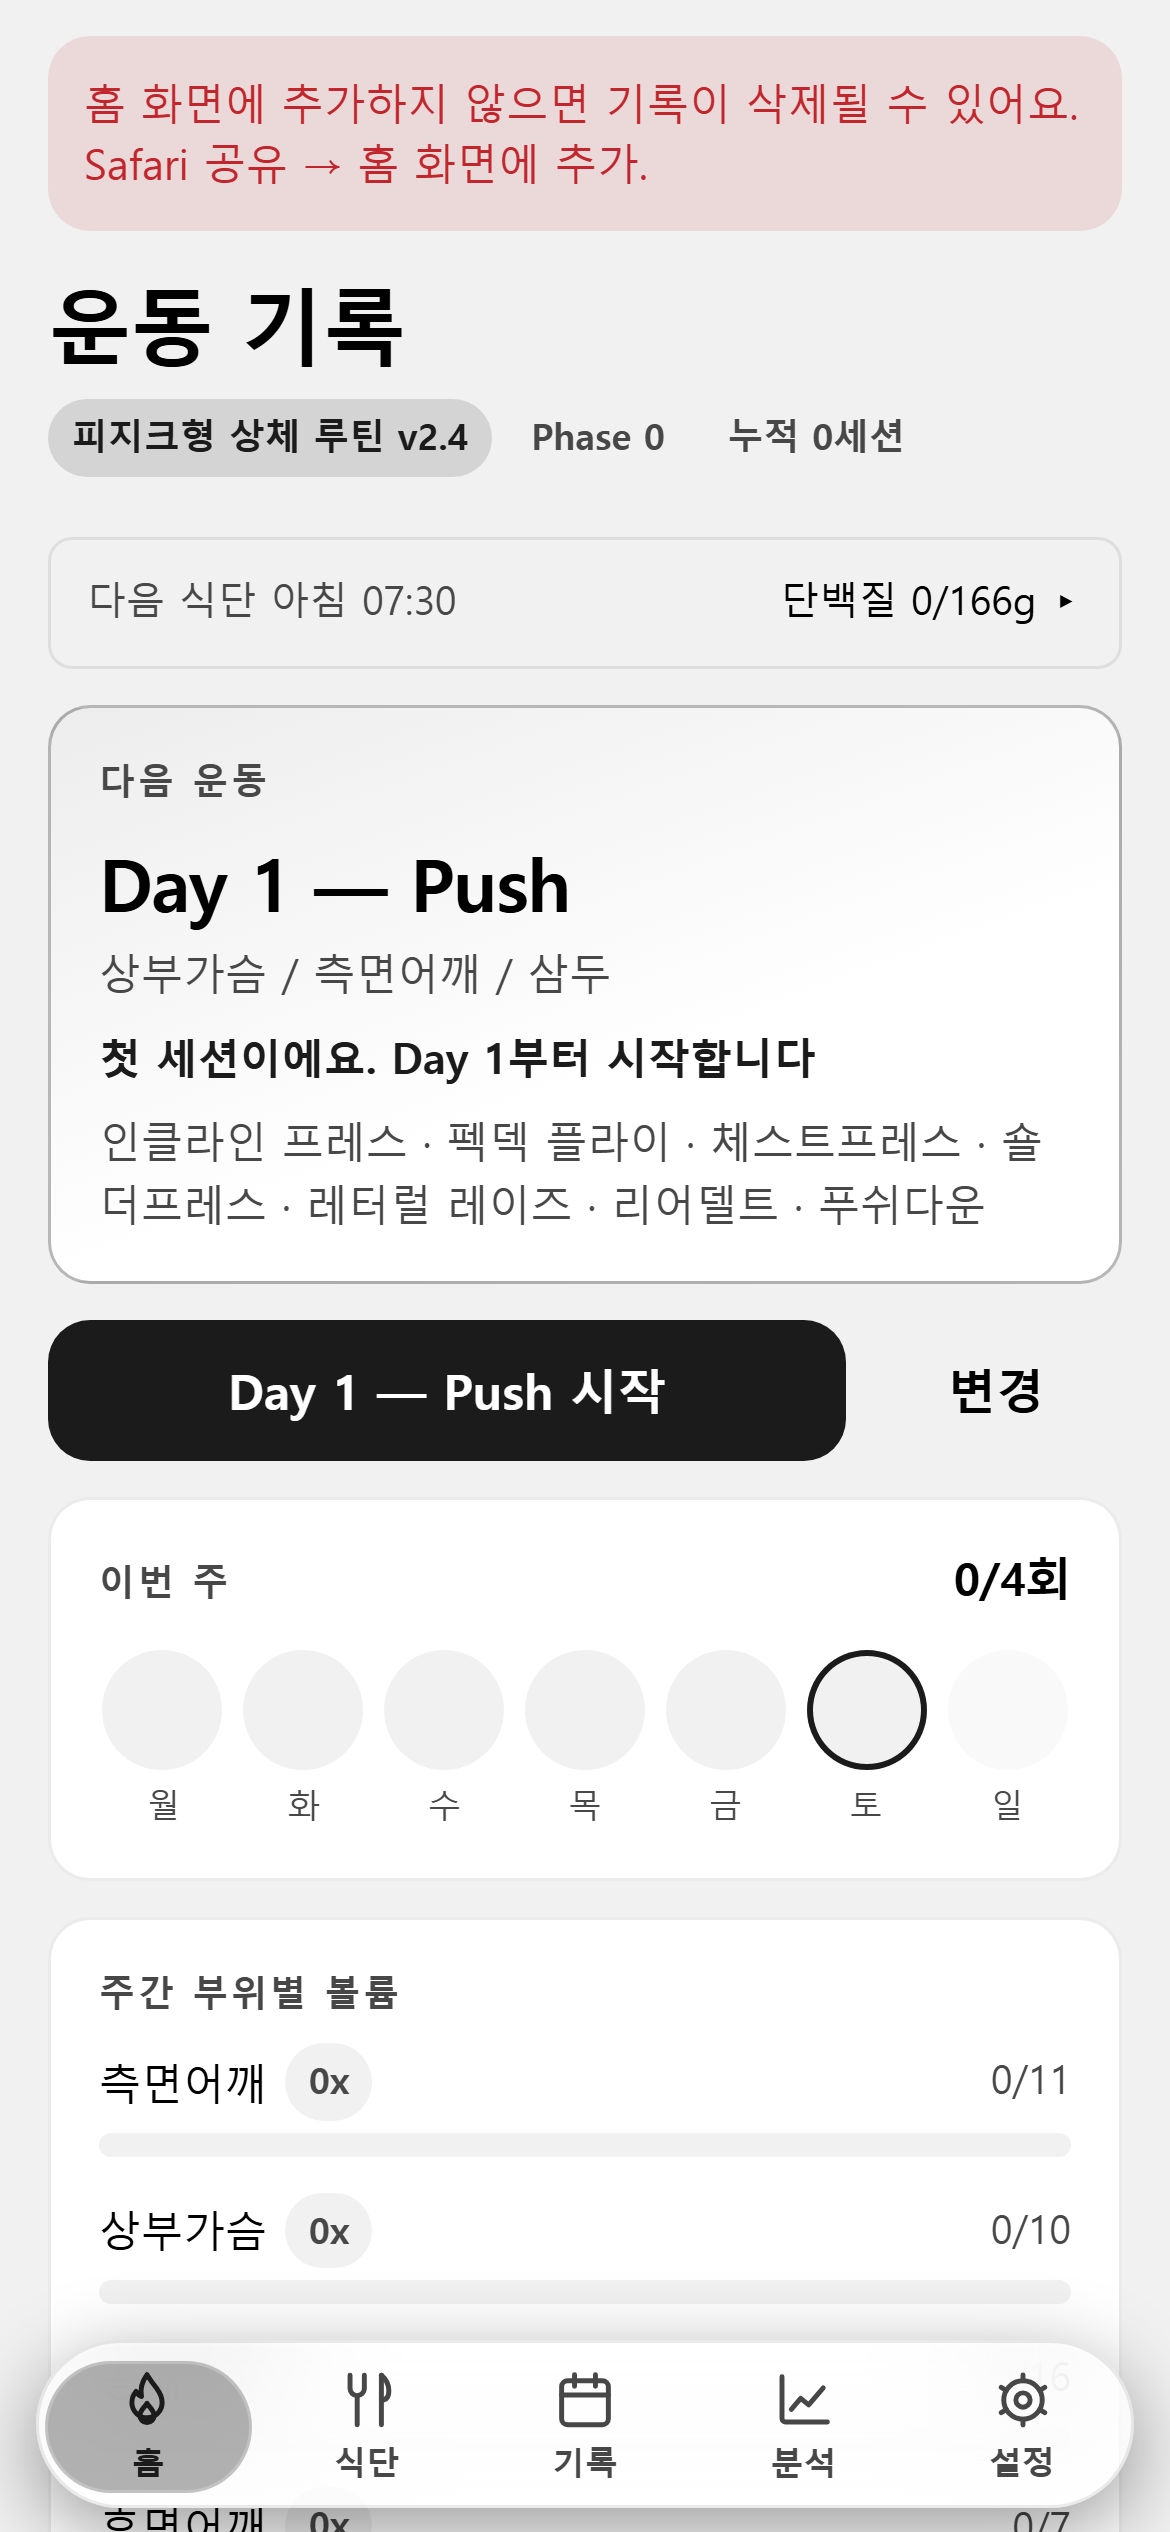 홈 화면에 추가하지 않으면 기록이 삭제될 수 있어요.
Safari 공유 → 홈 화면에 추가.
운동 기록
피지크형 상체 루틴 v2.4 Phase 0 누적 0세션
다음 식단 아침 07:30 단백질 0/166g ▸
다음 운동
Day 1 — Push
상부가슴 / 측면어깨 / 삼두
첫 세션이에요. Day 1부터 시작합니다
인클라인 프레스 · 펙덱 플라이 · 체스트프레스 · 숄
더프레스 · 레터럴 레이즈 · 리어델트 · 푸쉬다운
Day 1 — Push 시작 변경
이번 주 0/4회
월 화 수 목 금 토 일
주간 부위별 볼륨
측면어깨 0x 0/11
상부가슴 0x 0/10
홈 식단 기록 분석 설정
후면어깨 0x 0/7